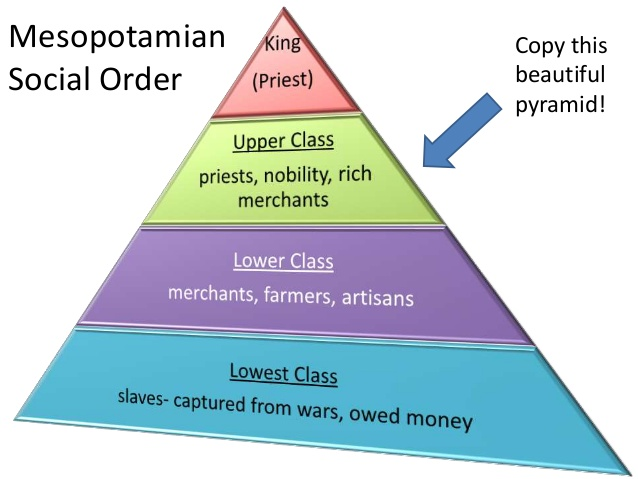 Mesopotamian
Social Order
King
(Priest)
Copy this
beautiful
pyramid!
Upper Class
priests, nobility, rich
merchants
Lower Class
merchants, farmers, artisans
Lowest Class
slaves- captured from wars, owed money